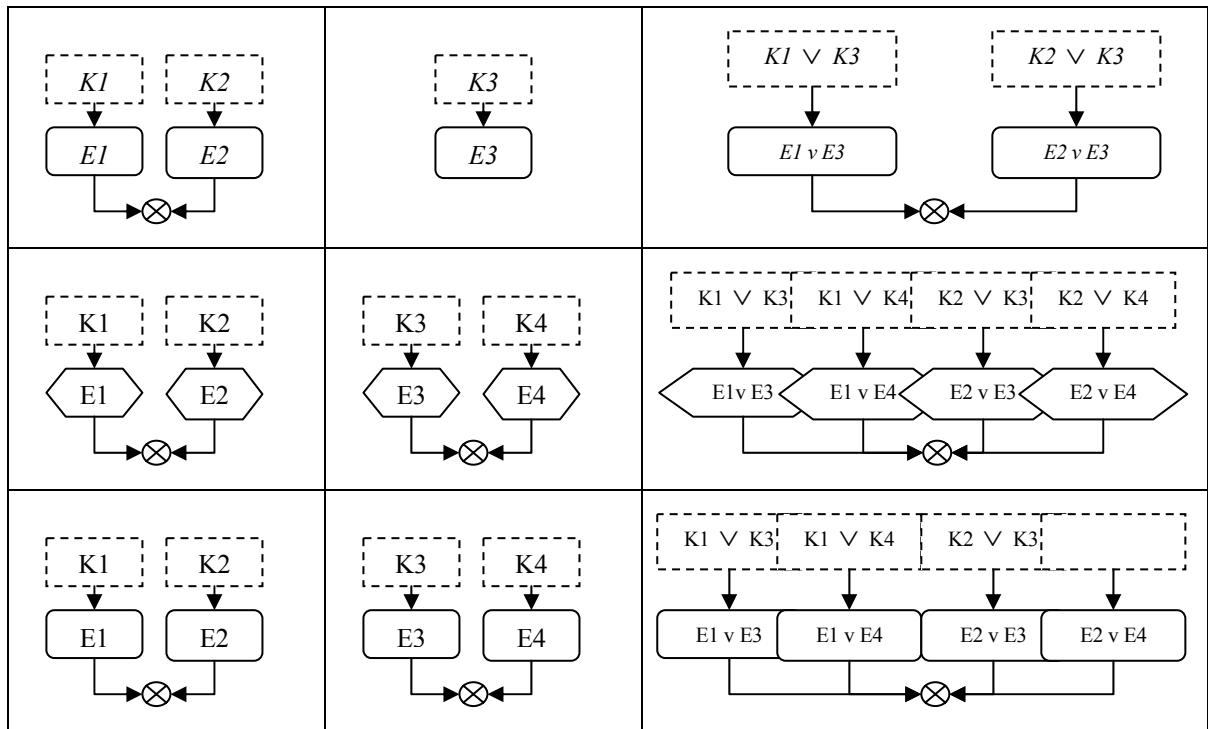 K1 K2
E1 E2
K3
E3
K1 ∨ K3 K2 ∨ K3
E1 v E3 E2 v E3
K1 K2
E1 E2
K3 K4
E3 E4
K1 ∨ K3 K1 ∨ K4 K2 ∨ K3 K2 ∨ K4
E1v E3 E1 v E4 E2 v E3 E2 v E4
K1 K2
E1 E2
K3 K4
E3 E4
K1 ∨ K3 K1 ∨ K4 K2 ∨ K3
E1 v E3 E1 v E4 E2 v E3 E2 v E4